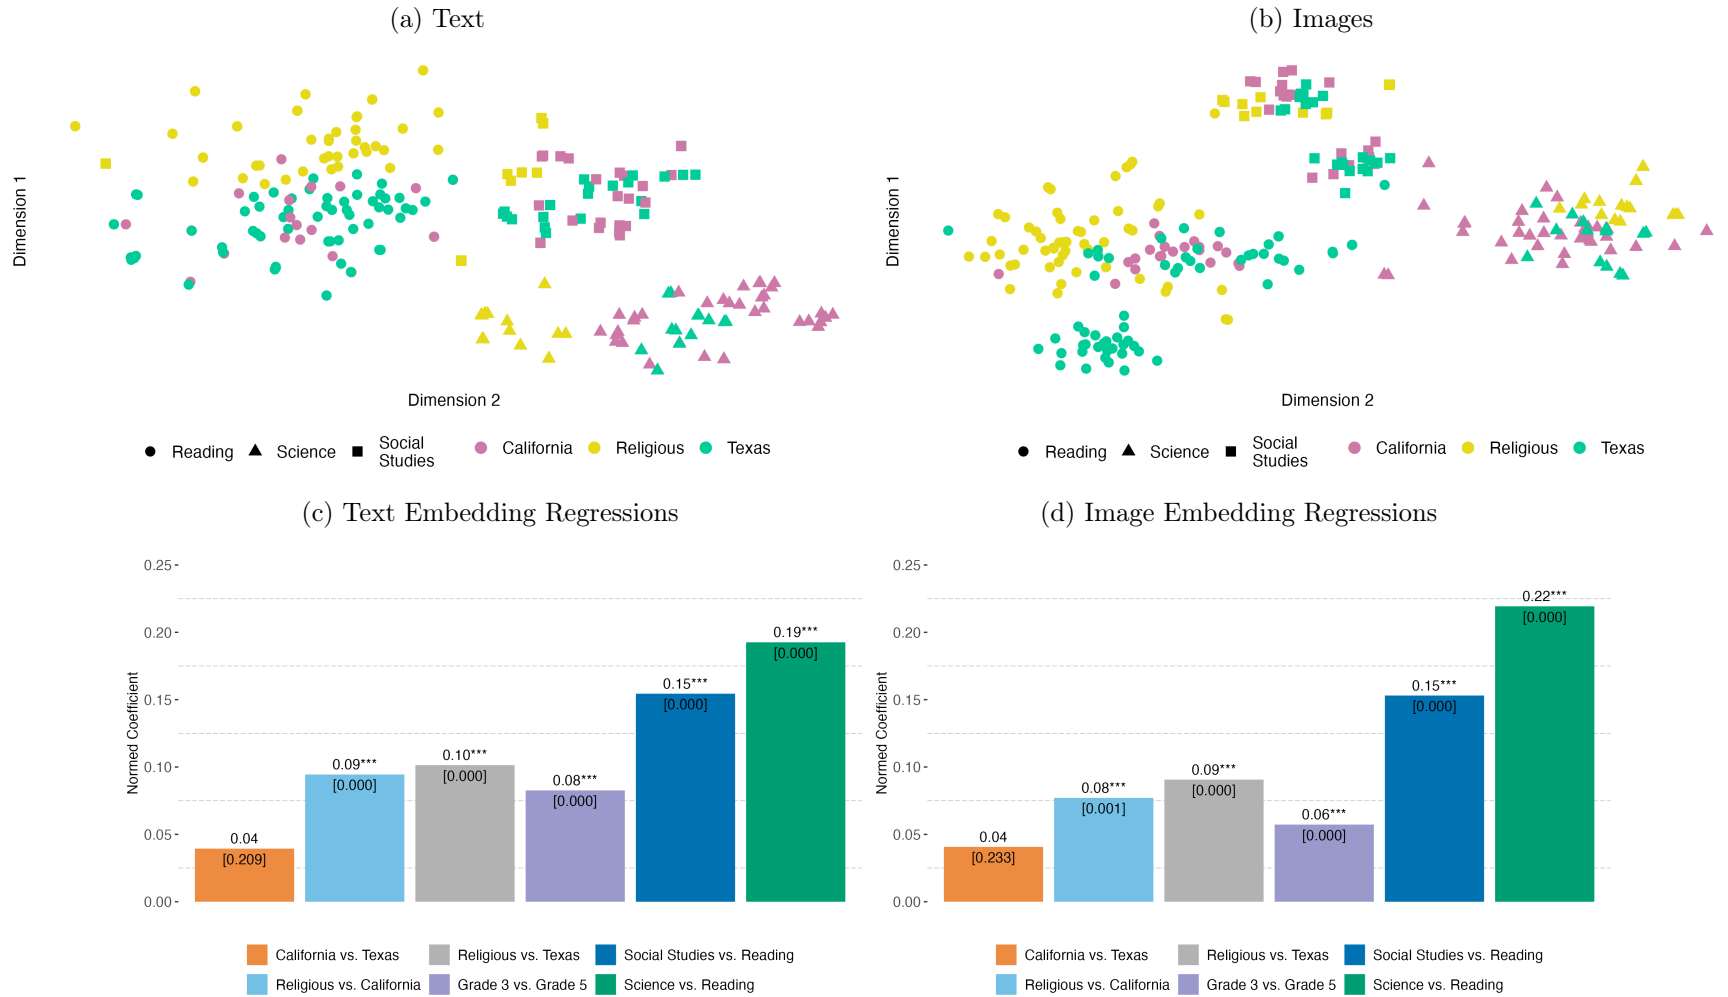 (a) Text
(b) Images
Dimension 1
Dimension 2
Reading
Science
Social
Studies
California
Religious
Texas
Dimension 1
Dimension 2
Reading
Science
Social
Studies
California
Religious
Texas
(c) Text Embedding Regressions
(d) Image Embedding Regressions
Normed Coefficient
0.25
0.20
0.15
0.10
0.05
0.00
0.04
[0.209]
0.09***
[0.000]
0.10***
[0.000]
0.08***
[0.000]
0.15***
[0.000]
0.19***
[0.000]
California vs. Texas
Religious vs. Texas
Social Studies vs. Reading
Religious vs. California
Grade 3 vs. Grade 5
Science vs. Reading
Normed Coefficient
0.25
0.20
0.15
0.10
0.05
0.00
0.04
[0.233]
0.08***
[0.001]
0.09***
[0.000]
0.06***
[0.000]
0.15***
[0.000]
0.22***
[0.000]
California vs. Texas
Religious vs. Texas
Social Studies vs. Reading
Religious vs. California
Grade 3 vs. Grade 5
Science vs. Reading